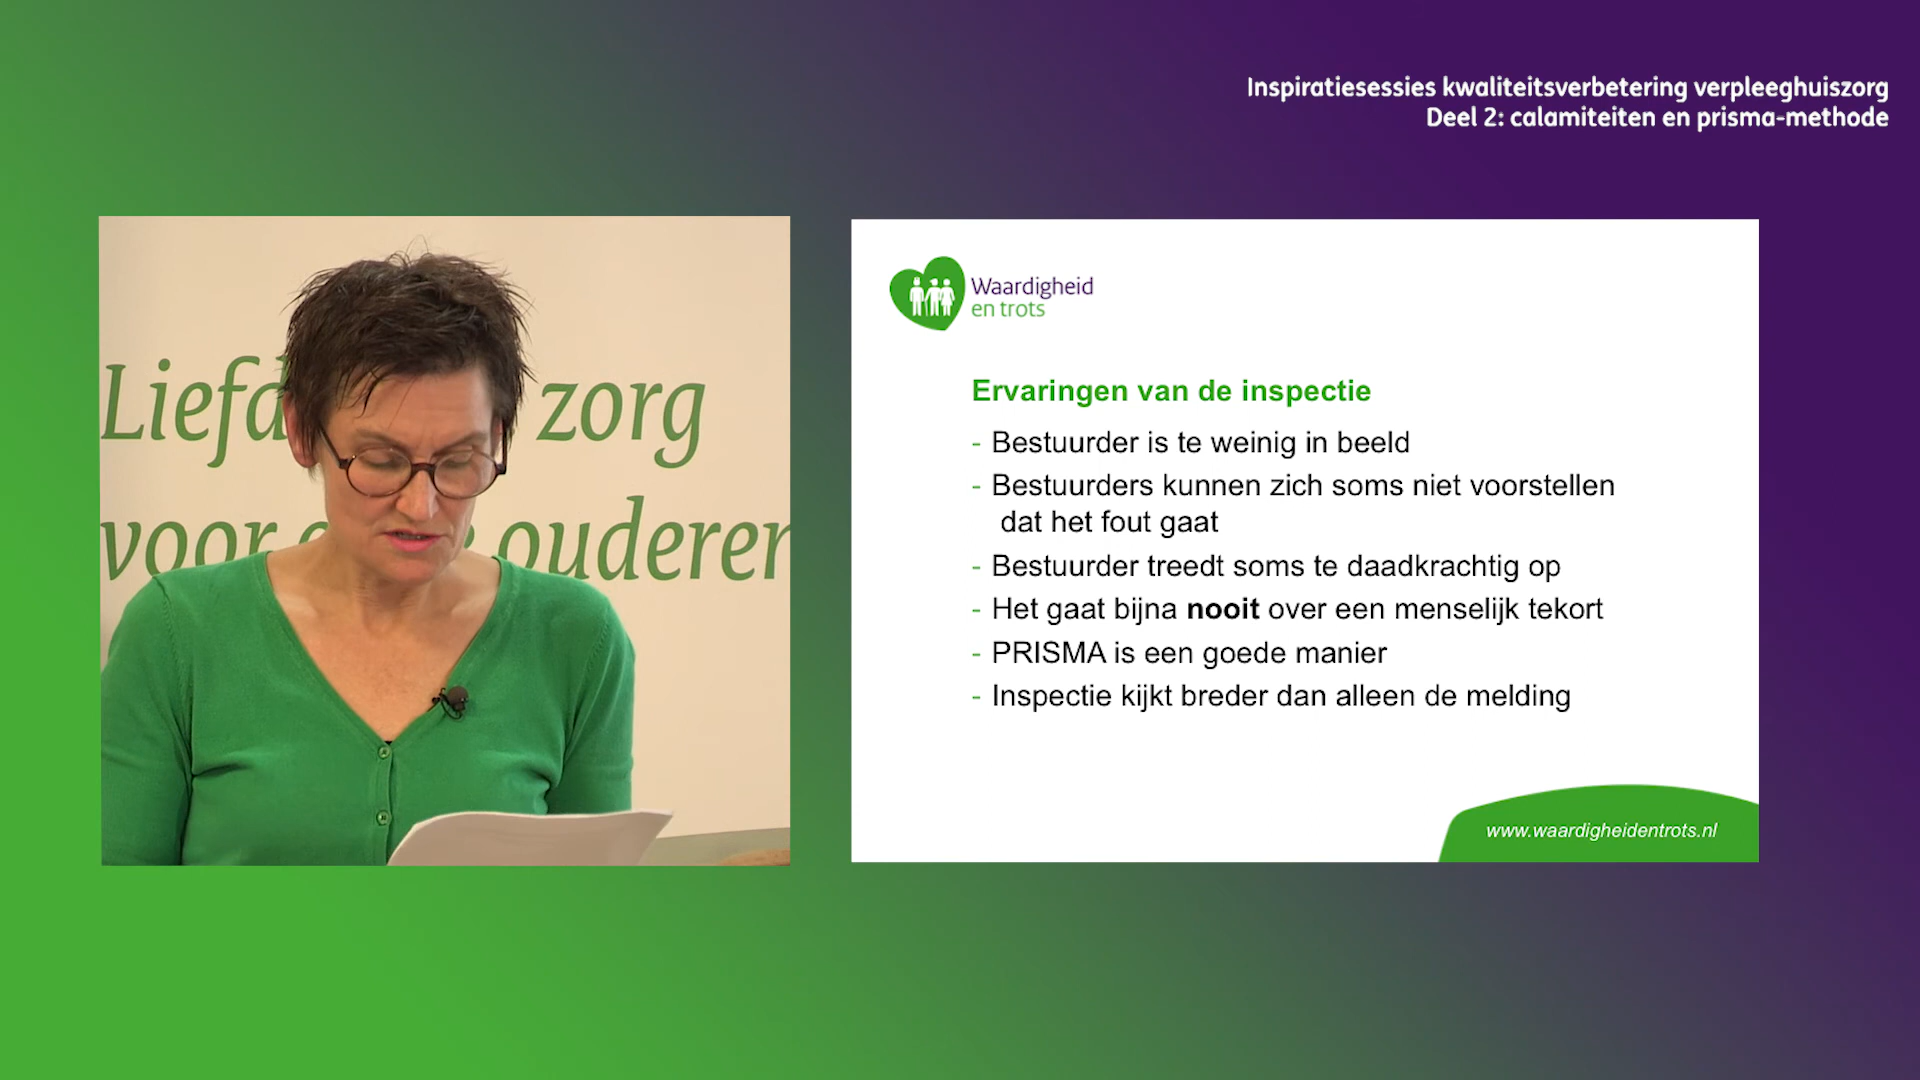 Inspiratiesessies kwaliteitsverbetering verpleeghuiszorg
Deel 2: calamiteiten en prisma-methode
zorg
voor
Waardigheid
en trots
Ervaringen van de inspectie
- Bestuurder is te weinig in beeld
- Bestuurders kunnen zich soms niet voorstellen
dat het fout gaat
- Bestuurder treedt soms te daadkrachtig op
- Het gaat bijna nooit over een menselijk tekort
- PRISMA is een goede manier
- Inspectie kijkt breder dan alleen de melding
www.waardigheidentrots.nl